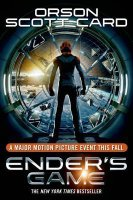 ORSON
SCOTT CARD
A MAJOR MOTION PICTURE EVENT THIS FALL
ENDER'S
GAME
THE NEW YORK TIMES BESTSELLER